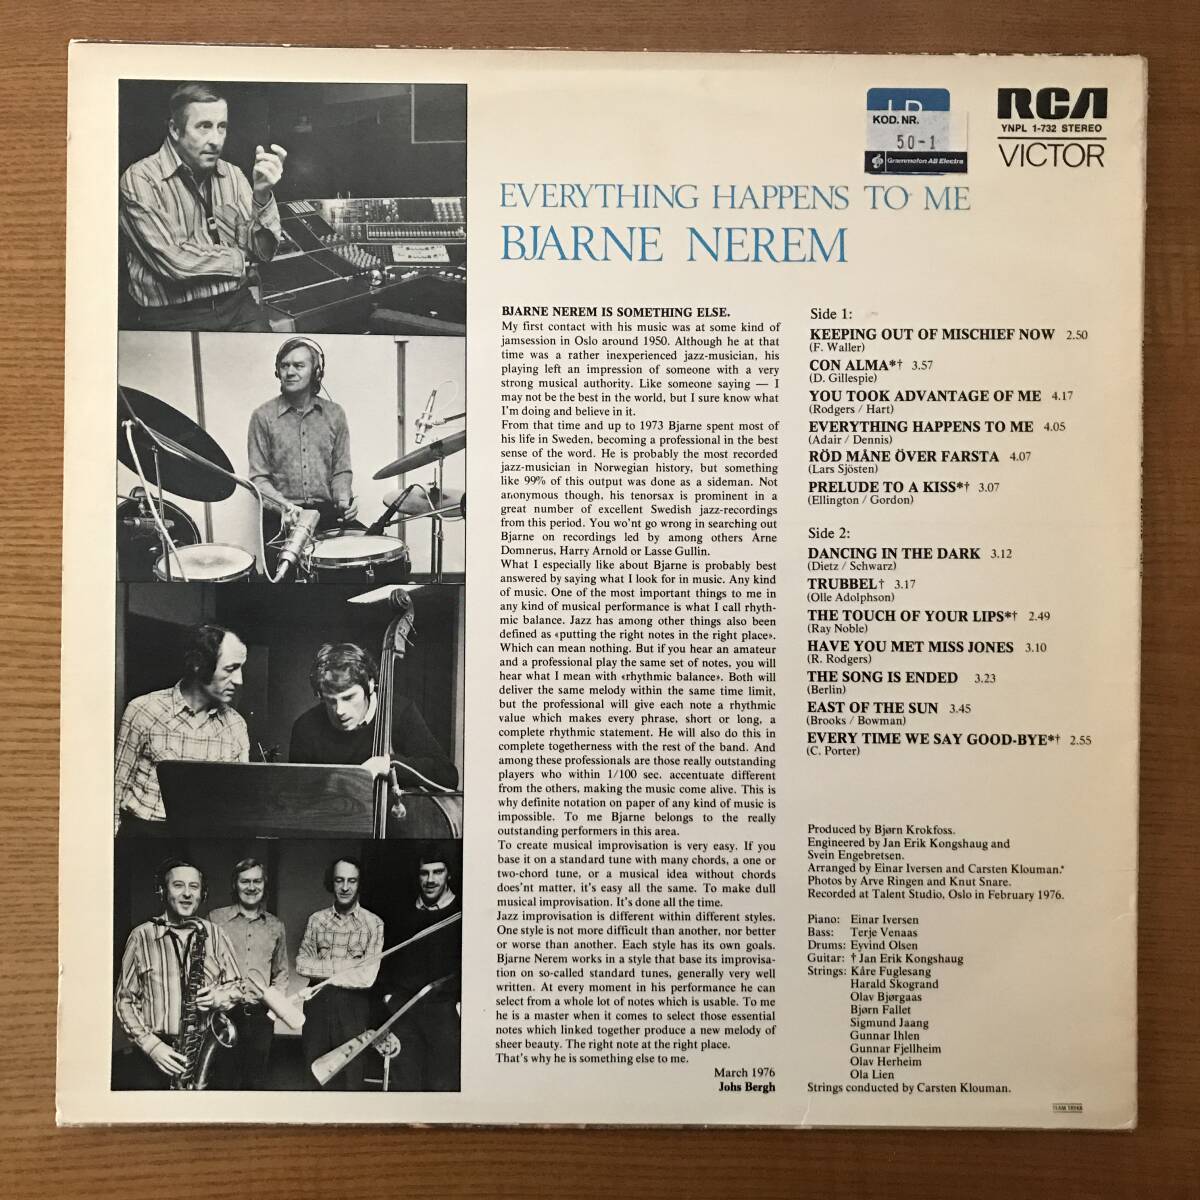 KOD. NR.
50-1
Grammofon AB Electra
RCA
YNPL 1-732 STEREO
VICTOR
EVERYTHING HAPPENS TO ME
BJARNE NEREM
BJARNE NEREM IS SOMETHING ELSE.
My first contact with his music was at some kind of
jamsession in Oslo around 1950. Although he at that
time was a rather inexperienced jazz-musician, his
playing left an impression of someone with a very
strong musical authority. Like someone saying — I
may not be the best in the world, but I sure know what
I'm doing and believe in it.
From that time and up to 1973 Bjarne spent most of
his life in Sweden, becoming a professional in the best
sense of the word. He is probably the most recorded
jazz-musician in Norwegian history, but something
like 99% of this output was done as a sideman. Not
anonymous though, his tenorsax is prominent in a
great number of excellent Swedish jazz-recordings
from this period. You wo'nt go wrong in searching out
Bjarne on recordings led by among others Arne
Domnerus, Harry Arnold or Lasse Gullin.
What I especially like about Bjarne is probably best
answered by saying what I look for in music. Any kind
of music. One of the most important things to me in
any kind of musical performance is what I call rhyth-
mic balance. Jazz has among other things also been
defined as «putting the right notes in the right place».
Which can mean nothing. But if you hear an amateur
and a professional play the same set of notes, you will
hear what I mean with «rhythmic balance». Both will
deliver the same melody within the same time limit,
but the professional will give each note a rhythmic
value which makes every phrase, short or long, a
complete rhythmic statement. He will also do this in
complete togetherness with the rest of the band. And
among these professionals are those really outstanding
players who within 1/100 sec. accentuate different
from the others, making the music come alive. This is
why definite notation on paper of any kind of music is
impossible. To me Bjarne belongs to the really
outstanding performers in this area.
To create musical improvisation is very easy. If you
base it on a standard tune with many chords, a one or
two-chord tune, or a musical idea without chords
does'nt matter, it's easy all the same. To make dull
musical improvisation. It's done all the time.
Jazz improvisation is different within different styles.
One style is not more difficult than another, nor better
or worse than another. Each style has its own goals.
Bjarne Nerem works in a style that base its improvisa-
tion on so-called standard tunes, generally very well
written. At every moment in his performance he can
select from a whole lot of notes which is usable. To me
he is a master when it comes to select those essential
notes which linked together produce a new melody of
sheer beauty. The right note at the right place.
That's why he is something else to me.
March 1976
Johs Bergh
Side 1:
KEEPING OUT OF MISCHIEF NOW 2.50
(F. Waller)
CON ALMA*† 3.57
(D. Gillespie)
YOU TOOK ADVANTAGE OF ME 4.17
(Rodgers / Hart)
EVERYTHING HAPPENS TO ME 4.05
(Adair / Dennis)
RÖD MÅNE ÖVER FARSTA 4.07
(Lars Sjösten)
PRELUDE TO A KISS*† 3.07
(Ellington / Gordon)
Side 2:
DANCING IN THE DARK 3.12
(Dietz / Schwarz)
TRUBBEL† 3.17
(Olle Adolphson)
THE TOUCH OF YOUR LIPS*† 2.49
(Ray Noble)
HAVE YOU MET MISS JONES 3.10
(R. Rodgers)
THE SONG IS ENDED 3.23
(Berlin)
EAST OF THE SUN 3.45
(Brooks / Bowman)
EVERY TIME WE SAY GOOD-BYE*† 2.55
(C. Porter)
Produced by Bjørn Krokfoss.
Engineered by Jan Erik Kongshaug and
Svein Engebretsen.
Arranged by Einar Iversen and Carsten Klouman.*
Photos by Arve Ringen and Knut Snare.
Recorded at Talent Studio, Oslo in February 1976.
Piano: Einar Iversen
Bass: Terje Venaas
Drums: Eyvind Olsen
Guitar: † Jan Erik Kongshaug
Strings: Kåre Fuglesang
Harald Skogrand
Olav Bjørgaas
Bjørn Fallet
Sigmund Jaang
Gunnar Ihlen
Gunnar Fjellheim
Olav Herheim
Ola Lien
Strings conducted by Carsten Klouman.